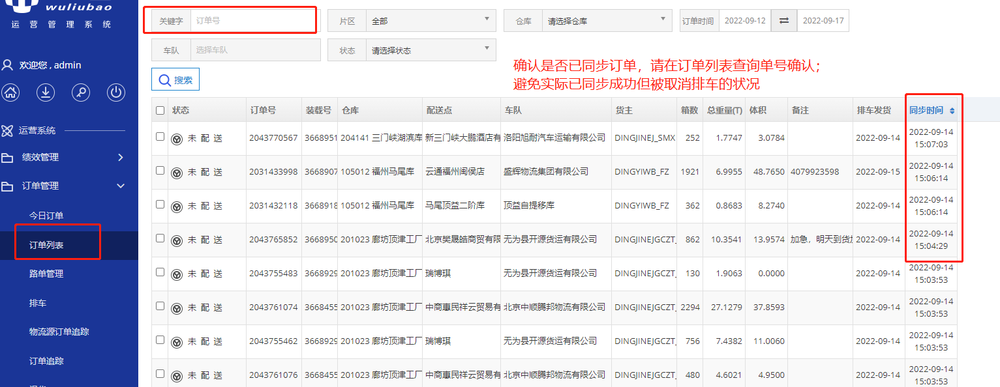 wuliubao
运营管理系统
欢迎您 , admin
运营系统
绩效管理
订单管理
今日订单
订单列表
路单管理
排车
物流源订单追踪
订单追踪
关键字 订单号 片区 全部 仓库 请选择仓库 订单时间 2022-09-12 2022-09-17
车队 选择车队 状态 请选择状态
搜索
确认是否已同步订单，请在订单列表查询单号确认；
避免实际已同步成功但被取消排车的状况
状态 订单号 装载号 仓库 配送点 车队 货主 箱数 总重量(T) 体积 备注 排车发货 同步时间
未配送 2043770567 3668951 204141 三门峡湖滨库 新三门峡大鹏酒店有 洛阳旭耐汽车运输有限公司 DINGJINEJ_SMX 252 1.7747 3.0784 2022-09-14 2022-09-14
15:07:03
未配送 2031433998 3668907 105012 福州马尾库 云通福州闽侯店 盛辉物流集团有限公司 DINGYIWB_FZ 1921 6.9955 48.7650 4079923598 2022-09-15 2022-09-14
15:06:14
未配送 2031432118 3668918 105012 福州马尾库 马尾顶益二阶库 顶益自提移库 DINGYIWB_FZ 362 0.8683 8.2740 2022-09-14 2022-09-14
15:06:14
未配送 2043765852 3668950 201023 廊坊顶津工厂 北京樊晟皓商贸有限 无为县开源货运有限公司 DINGJINEJGCZT_ 862 10.3541 13.9574 加急，明天到货 2022-09-14 2022-09-14
15:04:29
未配送 2043755483 3668929 201023 廊坊顶津工厂 瑞博琪 无为县开源货运有限公司 DINGJINEJGCZT_ 130 1.9063 0.0000 2022-09-14 2022-09-14
15:03:53
未配送 2043761074 3668455 201023 廊坊顶津工厂 中商惠民祥云贸易有 北京中顺腾邦物流有限公司 DINGJINEJGCZT_ 2294 27.1279 37.8593 2022-09-14 2022-09-14
15:03:53
未配送 2043755462 3668929 201023 廊坊顶津工厂 瑞博琪 无为县开源货运有限公司 DINGJINEJGCZT_ 756 7.4382 11.0060 2022-09-14 2022-09-14
15:03:53
未配送 2043761076 3668455 201023 廊坊顶津工厂 中商惠民祥云贸易有 北京中顺腾邦物流有限公司 DINGJINEJGCZT_ 480 4.6021 4.9500 2022-09-14 2022-09-14
15:03:53